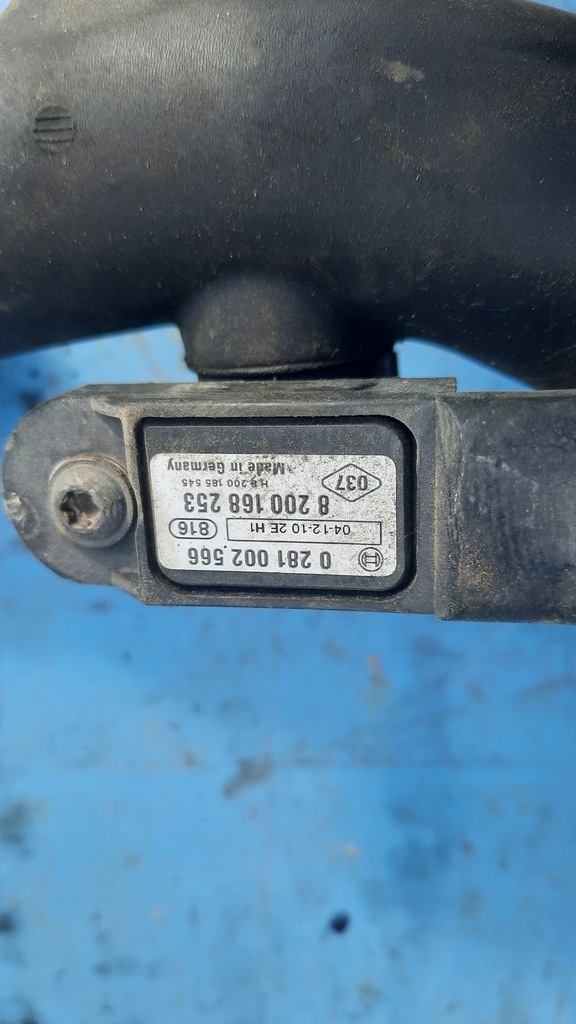 0 281 002 566
04-12-10 2E H1 816
8 200 168 253
037 H 8 200 185 545
Made in Germany